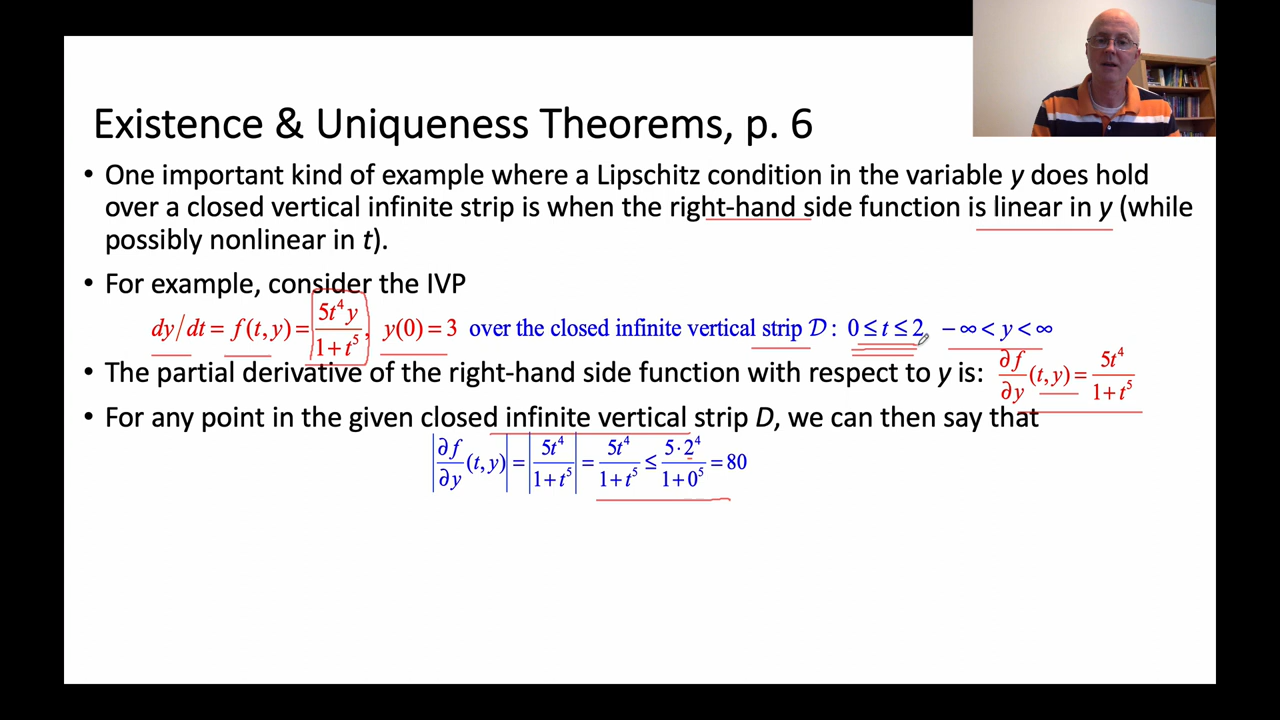 Existence & Uniqueness Theorems, p. 6
• One important kind of example where a Lipschitz condition in the variable y does hold
over a closed vertical infinite strip is when the right-hand side function is linear in y (while
possibly nonlinear in t).
• For example, consider the IVP
dy/dt = f(t, y) = 5t⁴y / 1+t⁵, y(0) = 3 over the closed infinite vertical strip 𝒟: 0 ≤ t ≤ 2, −∞ < y < ∞
• The partial derivative of the right-hand side function with respect to y is: ∂f/∂y (t, y) = 5t⁴ / 1+t⁵
• For any point in the given closed infinite vertical strip D, we can then say that
|∂f/∂y (t, y)| = |5t⁴ / 1+t⁵| = 5t⁴ / 1+t⁵ ≤ 5·2⁴ / 1+0⁵ = 80